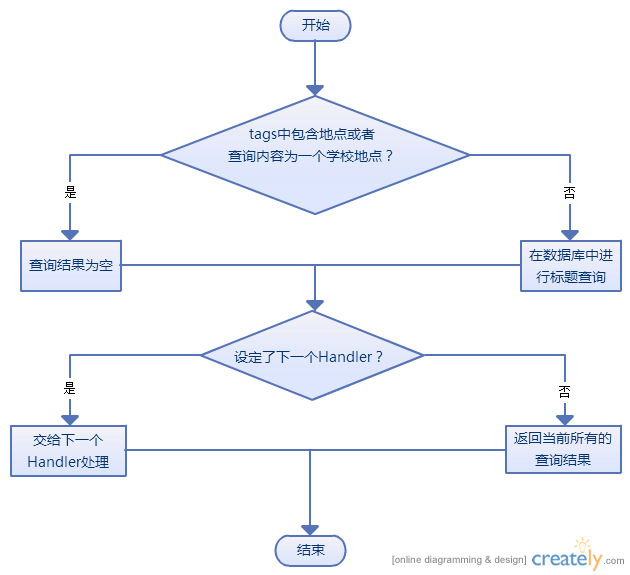 开始
tags中包含地点或者
查询内容为一个学校地点？
是
否
查询结果为空
在数据库中进
行标题查询
设定了下一个Handler？
是
否
交给下一个
Handler处理
返回当前所有的
查询结果
结束
[online diagramming & design] creately.com